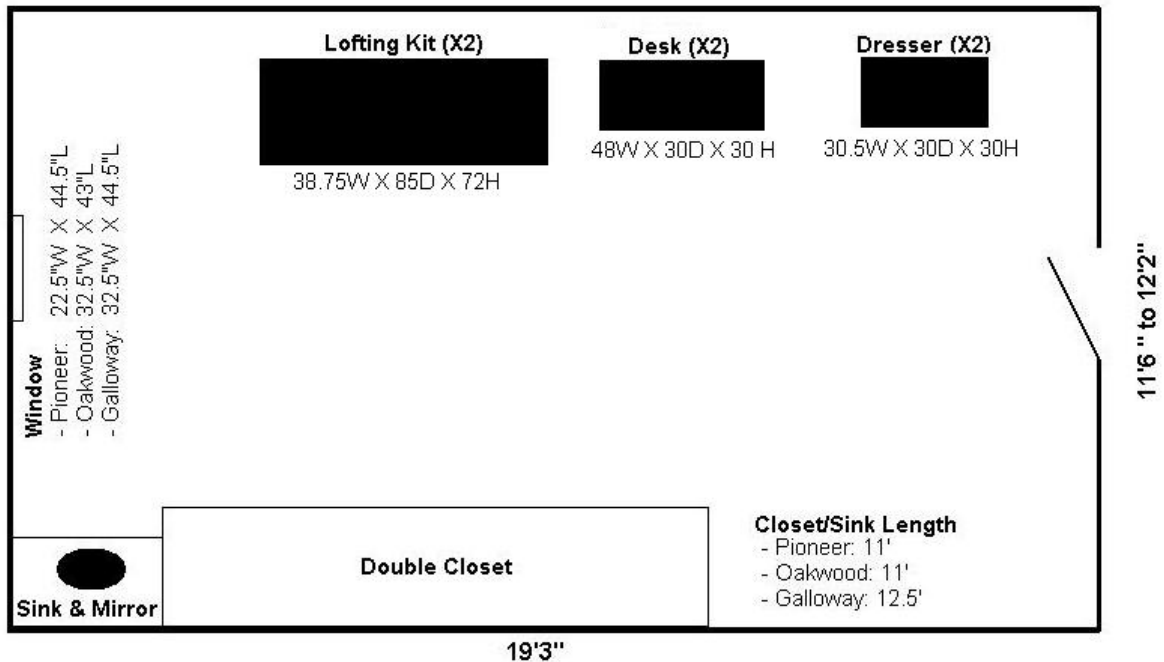 Lofting Kit (X2)
Desk (X2)
Dresser (X2)
38.75W X 85D X 72H
48W X 30D X 30 H
30.5W X 30D X 30H
Window
- Pioneer: 22.5"W X 44.5"L
- Oakwood: 32.5"W X 43"L
- Galloway: 32.5"W X 44.5"L
11'6 " to 12'2"
Closet/Sink Length
- Pioneer: 11'
- Oakwood: 11'
- Galloway: 12.5'
Double Closet
Sink & Mirror
19'3"